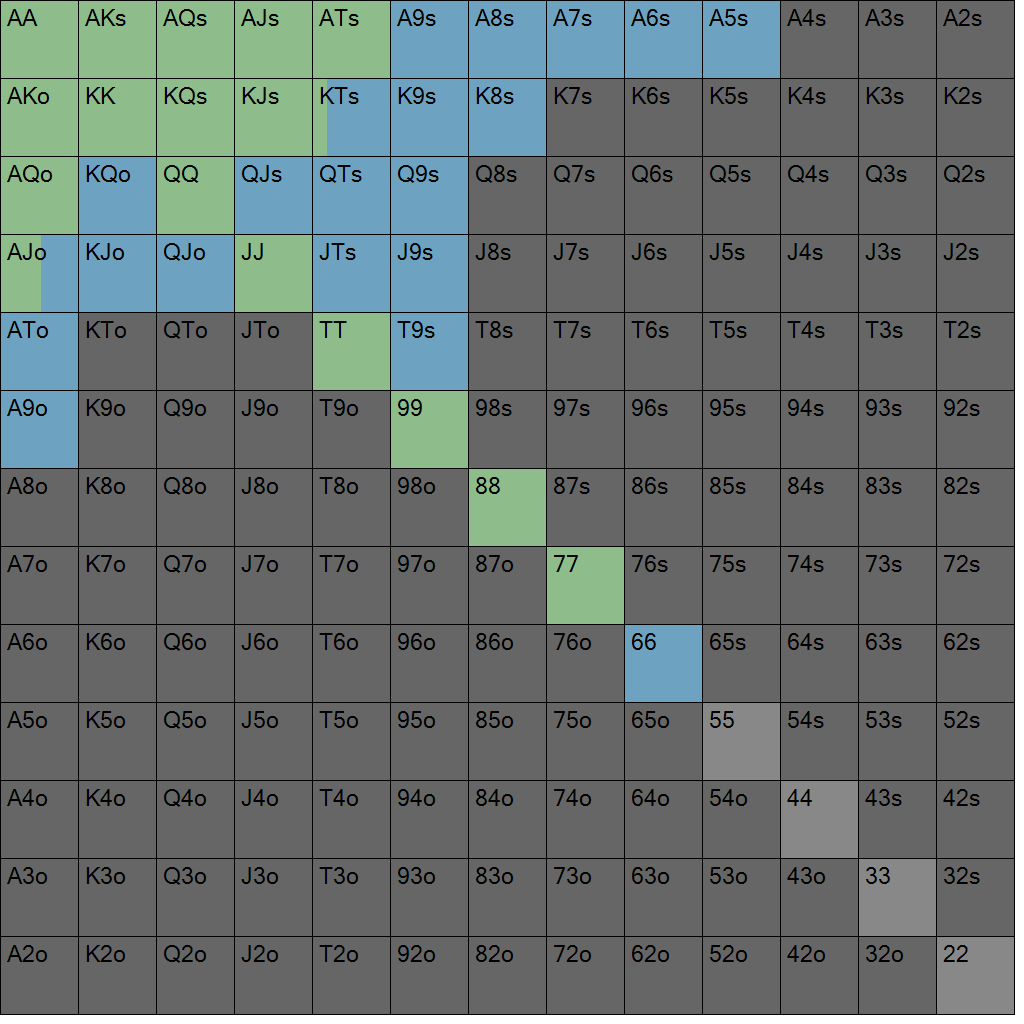 AA AKs AQs AJs ATs A9s A8s A7s A6s A5s A4s A3s A2s
AKo KK KQs KJs KTs K9s K8s K7s K6s K5s K4s K3s K2s
AQo KQo QQ QJs QTs Q9s Q8s Q7s Q6s Q5s Q4s Q3s Q2s
AJo KJo QJo JJ JTs J9s J8s J7s J6s J5s J4s J3s J2s
ATo KTo QTo JTo TT T9s T8s T7s T6s T5s T4s T3s T2s
A9o K9o Q9o J9o T9o 99 98s 97s 96s 95s 94s 93s 92s
A8o K8o Q8o J8o T8o 98o 88 87s 86s 85s 84s 83s 82s
A7o K7o Q7o J7o T7o 97o 87o 77 76s 75s 74s 73s 72s
A6o K6o Q6o J6o T6o 96o 86o 76o 66 65s 64s 63s 62s
A5o K5o Q5o J5o T5o 95o 85o 75o 65o 55 54s 53s 52s
A4o K4o Q4o J4o T4o 94o 84o 74o 64o 54o 44 43s 42s
A3o K3o Q3o J3o T3o 93o 83o 73o 63o 53o 43o 33 32s
A2o K2o Q2o J2o T2o 92o 82o 72o 62o 52o 42o 32o 22